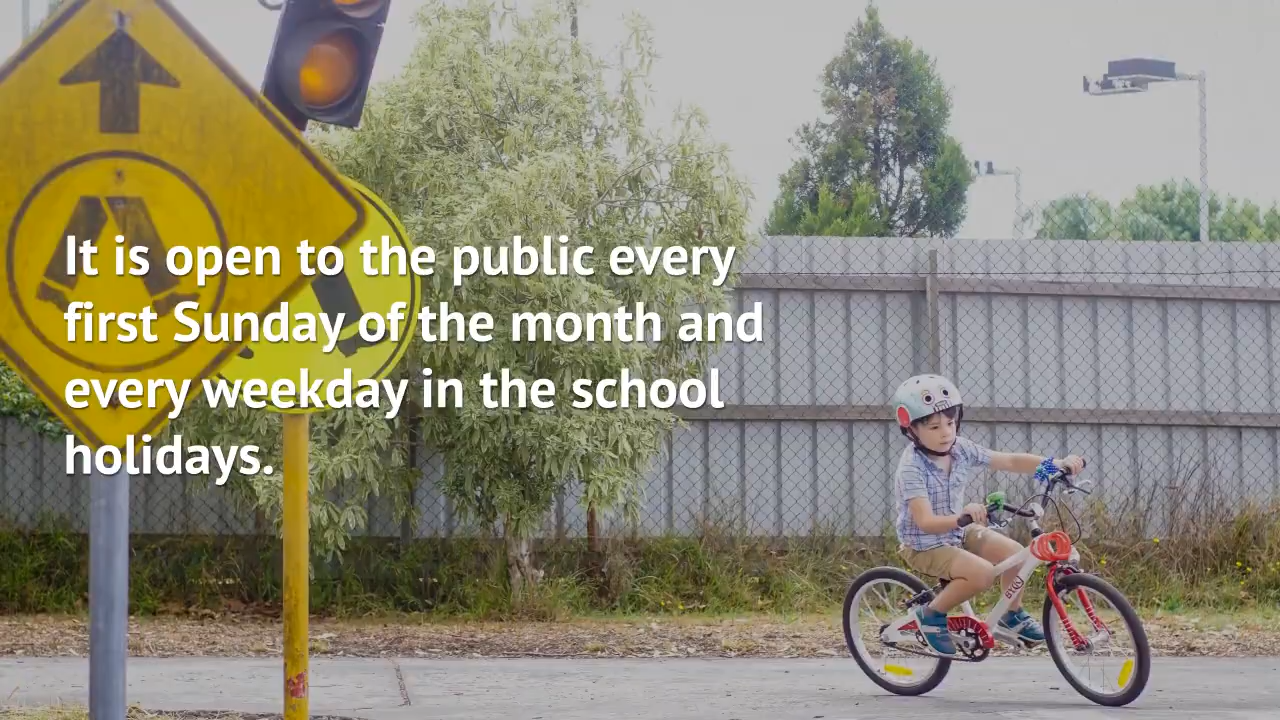 It is open to the public every
first Sunday of the month and
every weekday in the school
holidays.
BYK